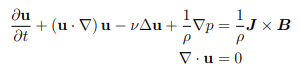 ∂u/∂t + (u · ∇) u − νΔu + 1/ρ ∇p = 1/ρ J × B
∇ · u = 0